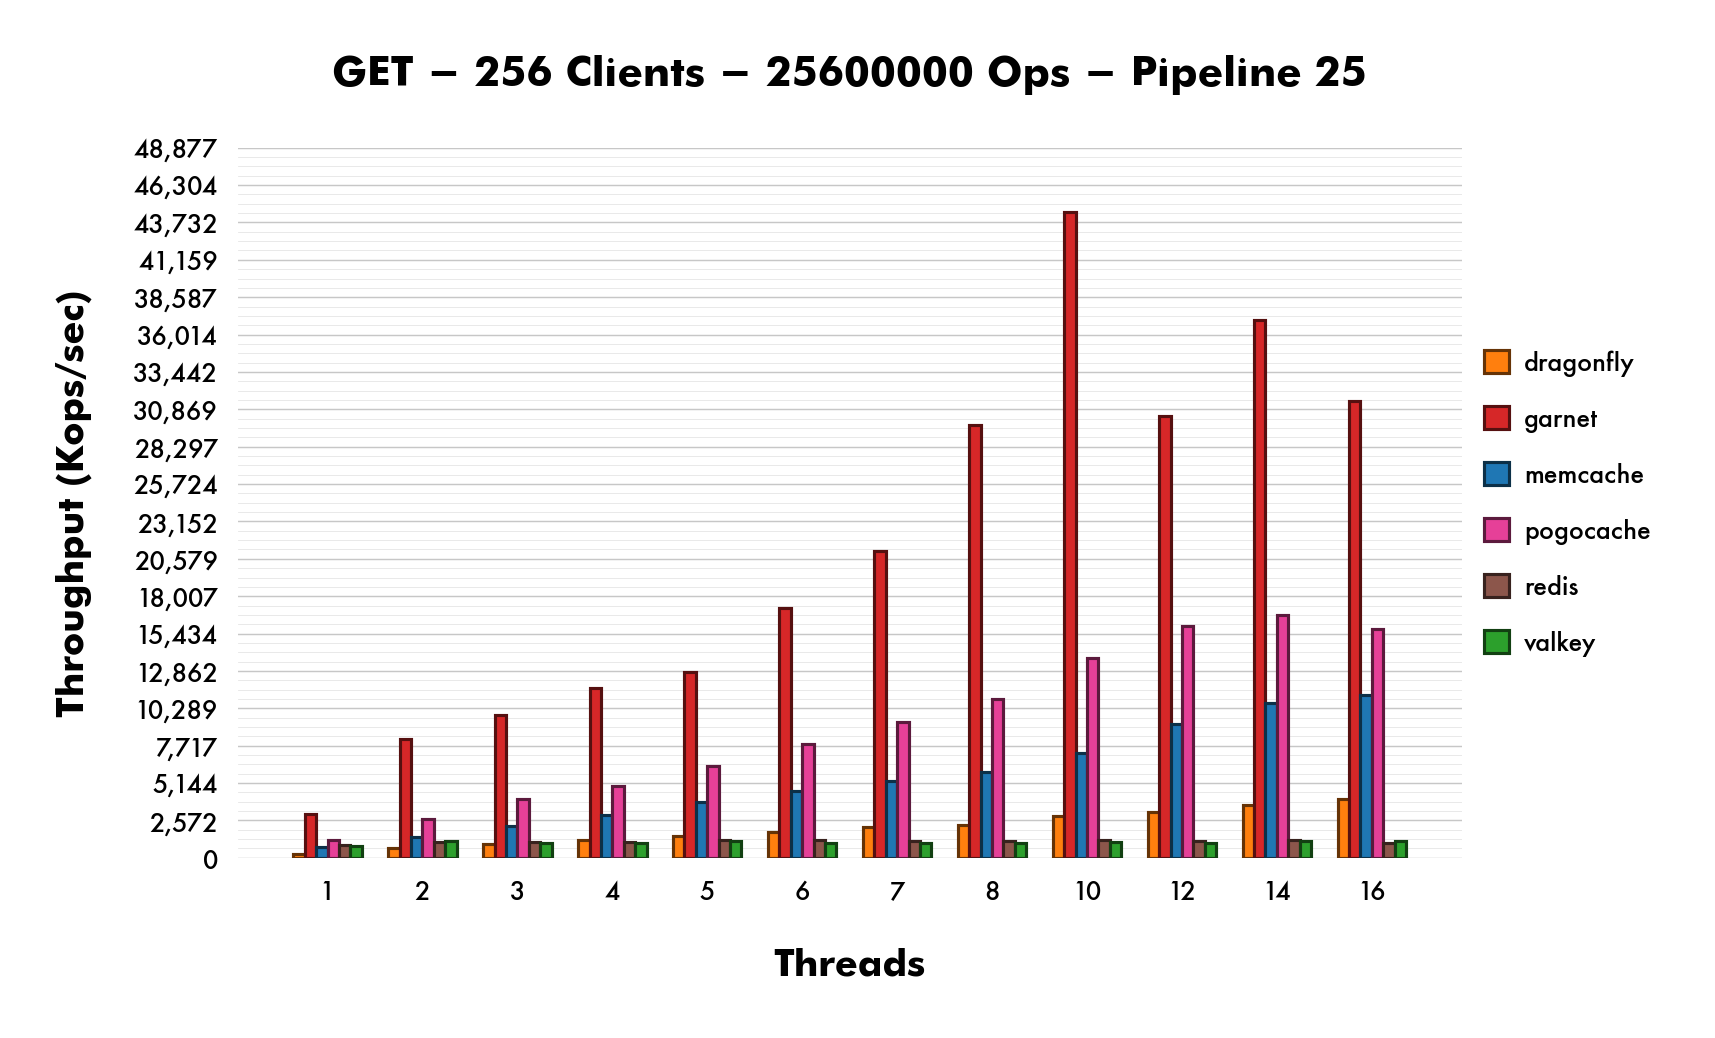 GET – 256 Clients – 25600000 Ops – Pipeline 25
48,877
46,304
43,732
41,159
38,587
36,014
33,442
30,869
28,297
25,724
23,152
20,579
18,007
15,434
12,862
10,289
7,717
5,144
2,572
0
Throughput (Kops/sec)
1 2 3 4 5 6 7 8 10 12 14 16
Threads
dragonfly
garnet
memcache
pogocache
redis
valkey